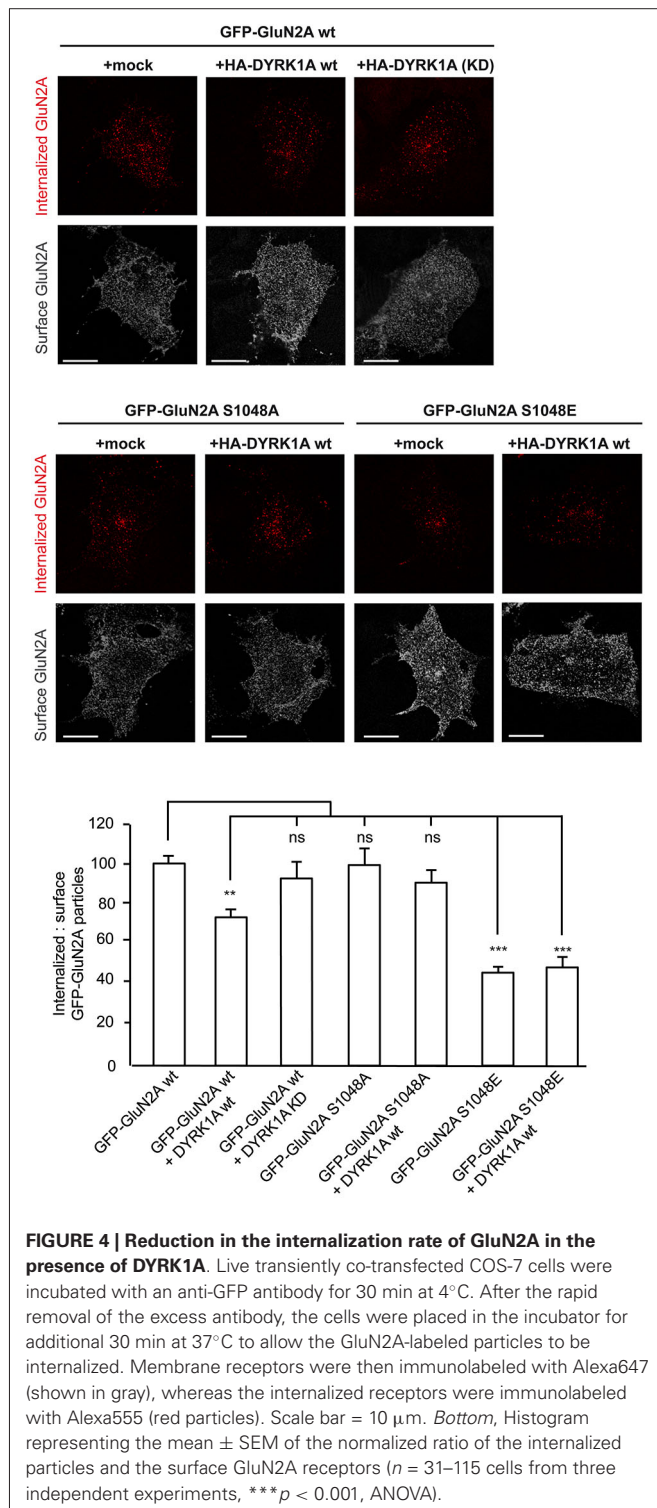 GFP-GluN2A wt
+mock +HA-DYRK1A wt +HA-DYRK1A (KD)
Internalized GluN2A
Surface GluN2A
GFP-GluN2A S1048A GFP-GluN2A S1048E
+mock +HA-DYRK1A wt +mock +HA-DYRK1A wt
Internalized GluN2A
Surface GluN2A
Internalized : surface
GFP-GluN2A particles
120
100
80
60
40
20
0
** ns ns ns *** ***
GFP-GluN2A wt
GFP-GluN2A wt
+ DYRK1A wt
GFP-GluN2A wt
+ DYRK1A KD
GFP-GluN2A S1048A
GFP-GluN2A S1048A
+ DYRK1A wt
GFP-GluN2A S1048E
GFP-GluN2A S1048E
+ DYRK1A wt
FIGURE 4 | Reduction in the internalization rate of GluN2A in the
presence of DYRK1A. Live transiently co-transfected COS-7 cells were
incubated with an anti-GFP antibody for 30 min at 4°C. After the rapid
removal of the excess antibody, the cells were placed in the incubator for
additional 30 min at 37°C to allow the GluN2A-labeled particles to be
internalized. Membrane receptors were then immunolabeled with Alexa647
(shown in gray), whereas the internalized receptors were immunolabeled
with Alexa555 (red particles). Scale bar = 10 μm. Bottom, Histogram
representing the mean ± SEM of the normalized ratio of the internalized
particles and the surface GluN2A receptors (n = 31–115 cells from three
independent experiments, ***p < 0.001, ANOVA).